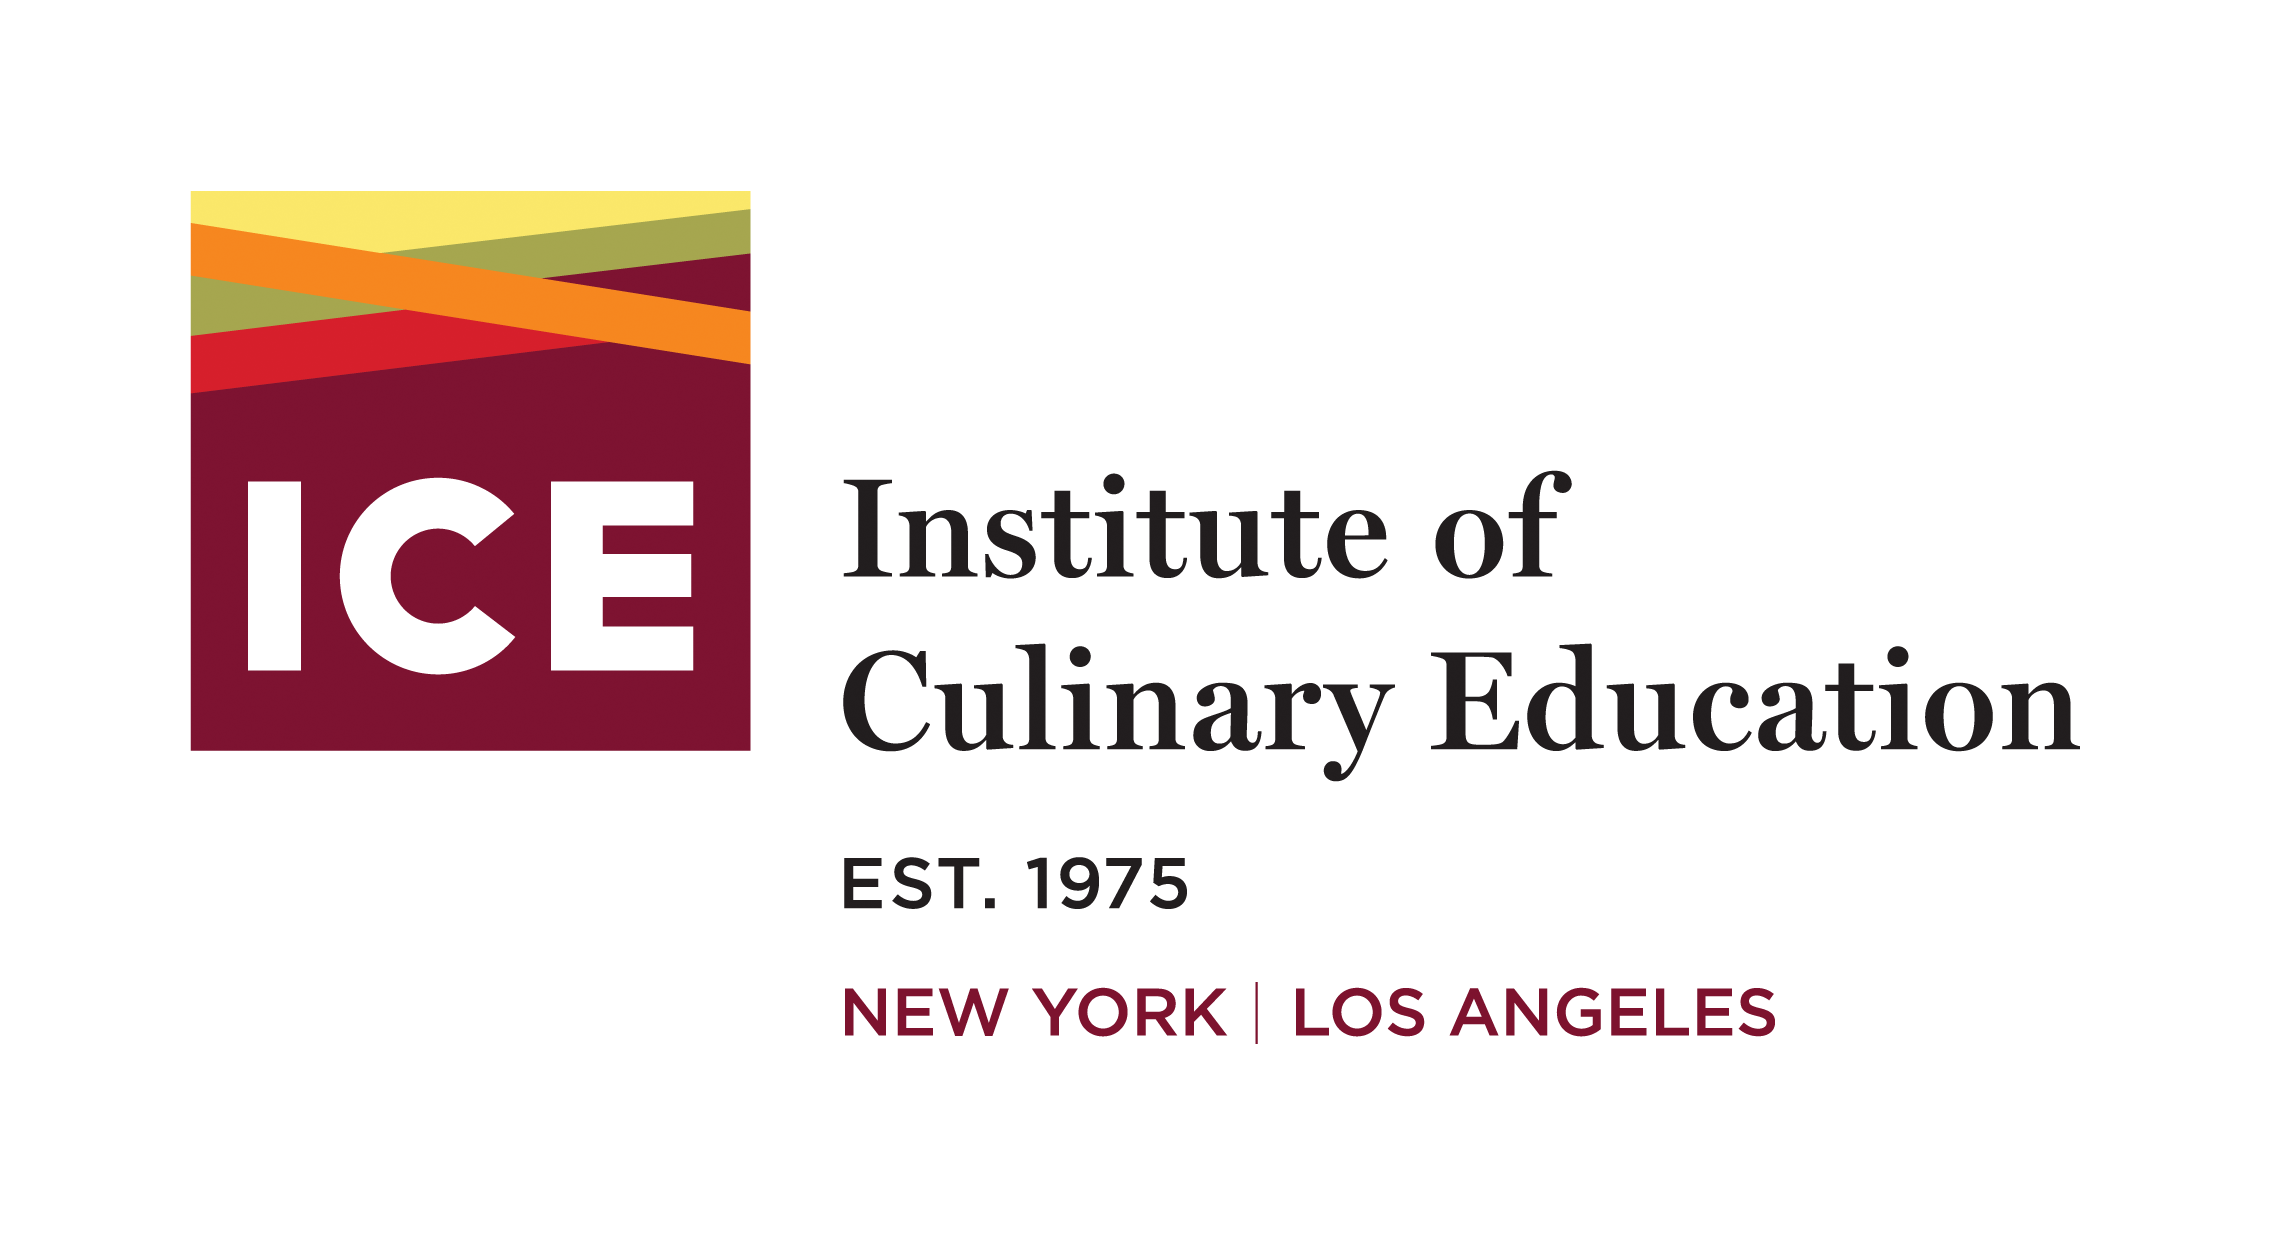 ICE
Institute of
Culinary Education
EST. 1975
NEW YORK | LOS ANGELES